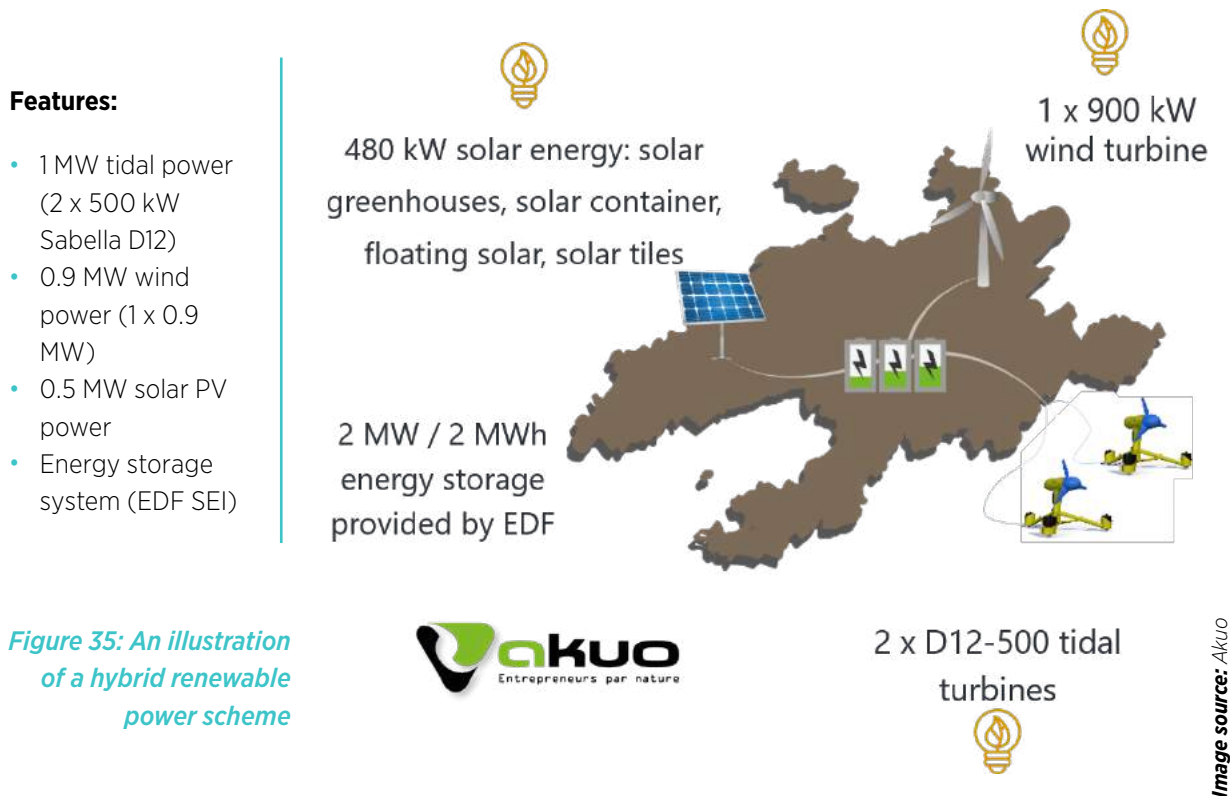 Features:
• 1 MW tidal power
(2 x 500 kW
Sabella D12)
• 0.9 MW wind
power (1 x 0.9
MW)
• 0.5 MW solar PV
power
• Energy storage
system (EDF SEI)
480 kW solar energy: solar
greenhouses, solar container,
floating solar, solar tiles
1 x 900 kW
wind turbine
2 MW / 2 MWh
energy storage
provided by EDF
2 x D12-500 tidal
turbines
Figure 35: An illustration
of a hybrid renewable
power scheme
akuo
Entrepreneurs par nature
Image source: Akuo